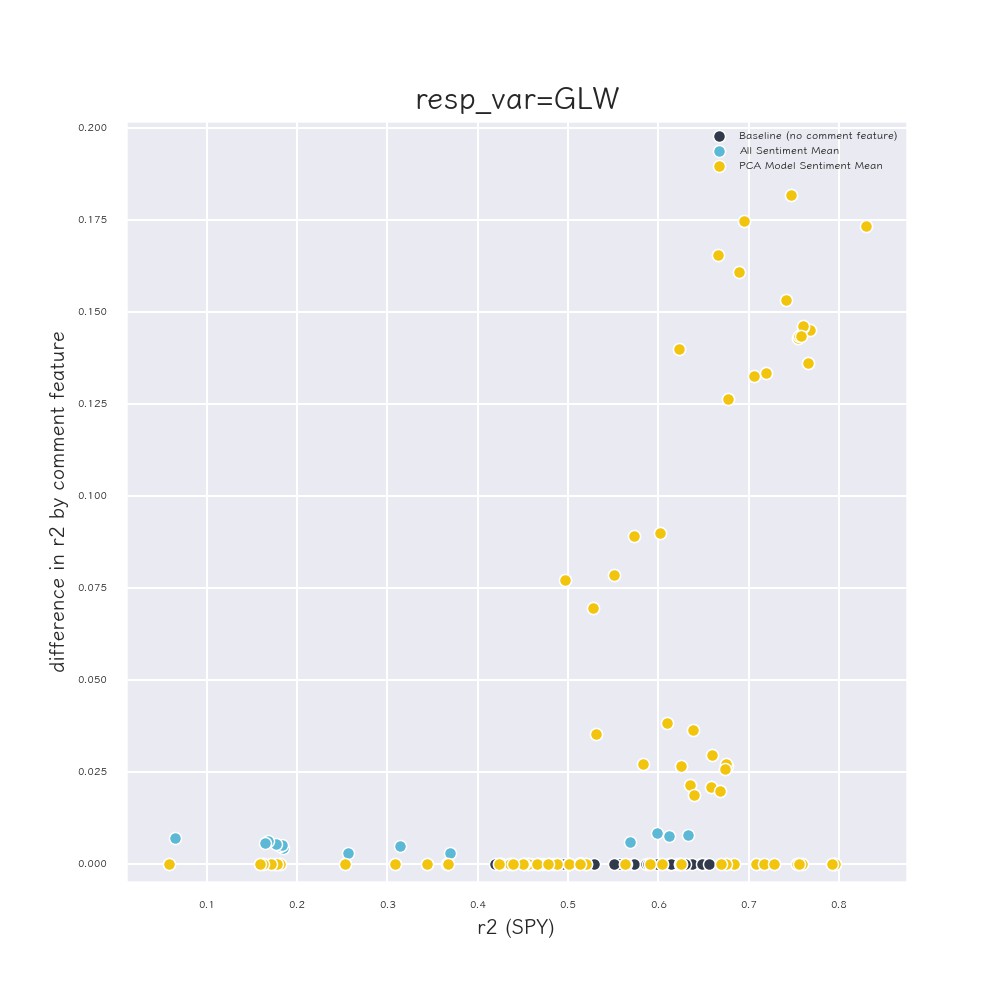 resp_var=GLW
Baseline (no comment feature)
All Sentiment Mean
PCA Model Sentiment Mean
difference in r2 by comment feature
0.200
0.175
0.150
0.125
0.100
0.075
0.050
0.025
0.000
0.1 0.2 0.3 0.4 0.5 0.6 0.7 0.8
r2 (SPY)